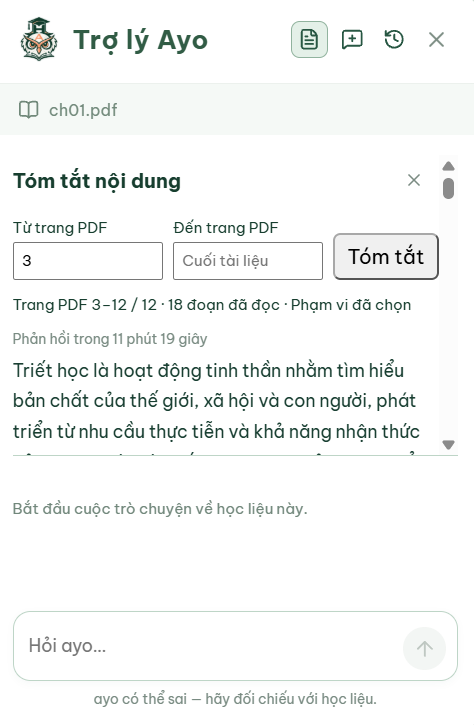 Trợ lý Ayo
ch01.pdf
Tóm tắt nội dung
Từ trang PDF
Đến trang PDF
3
Cuối tài liệu
Tóm tắt
Trang PDF 3–12 / 12 · 18 đoạn đã đọc · Phạm vi đã chọn
Phản hồi trong 11 phút 19 giây
Triết học là hoạt động tinh thần nhằm tìm hiểu
bản chất của thế giới, xã hội và con người, phát
triển từ nhu cầu thực tiễn và khả năng nhận thức
Bắt đầu cuộc trò chuyện về học liệu này.
Hỏi ayo...
ayo có thể sai — hãy đối chiếu với học liệu.